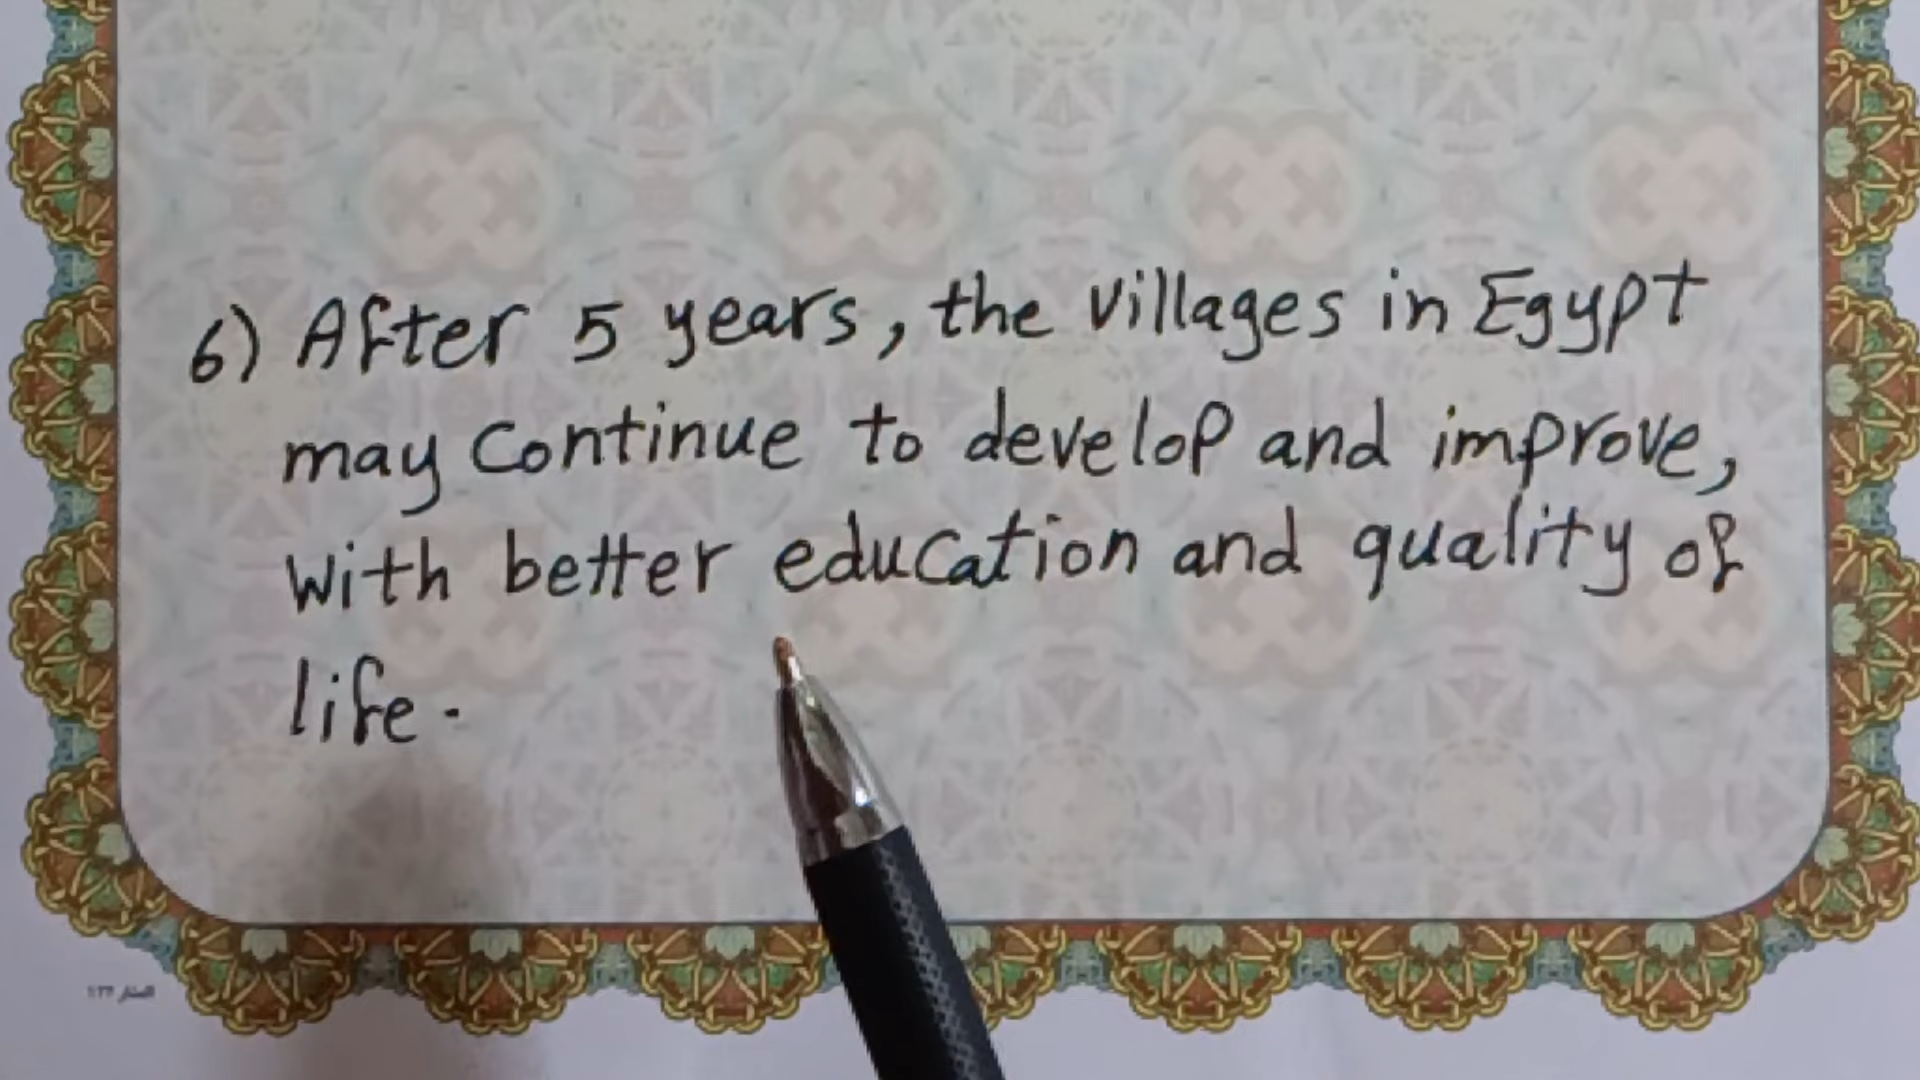 6) After 5 years, the villages in Egypt
may continue to develop and improve,
with better education and quality of
life.